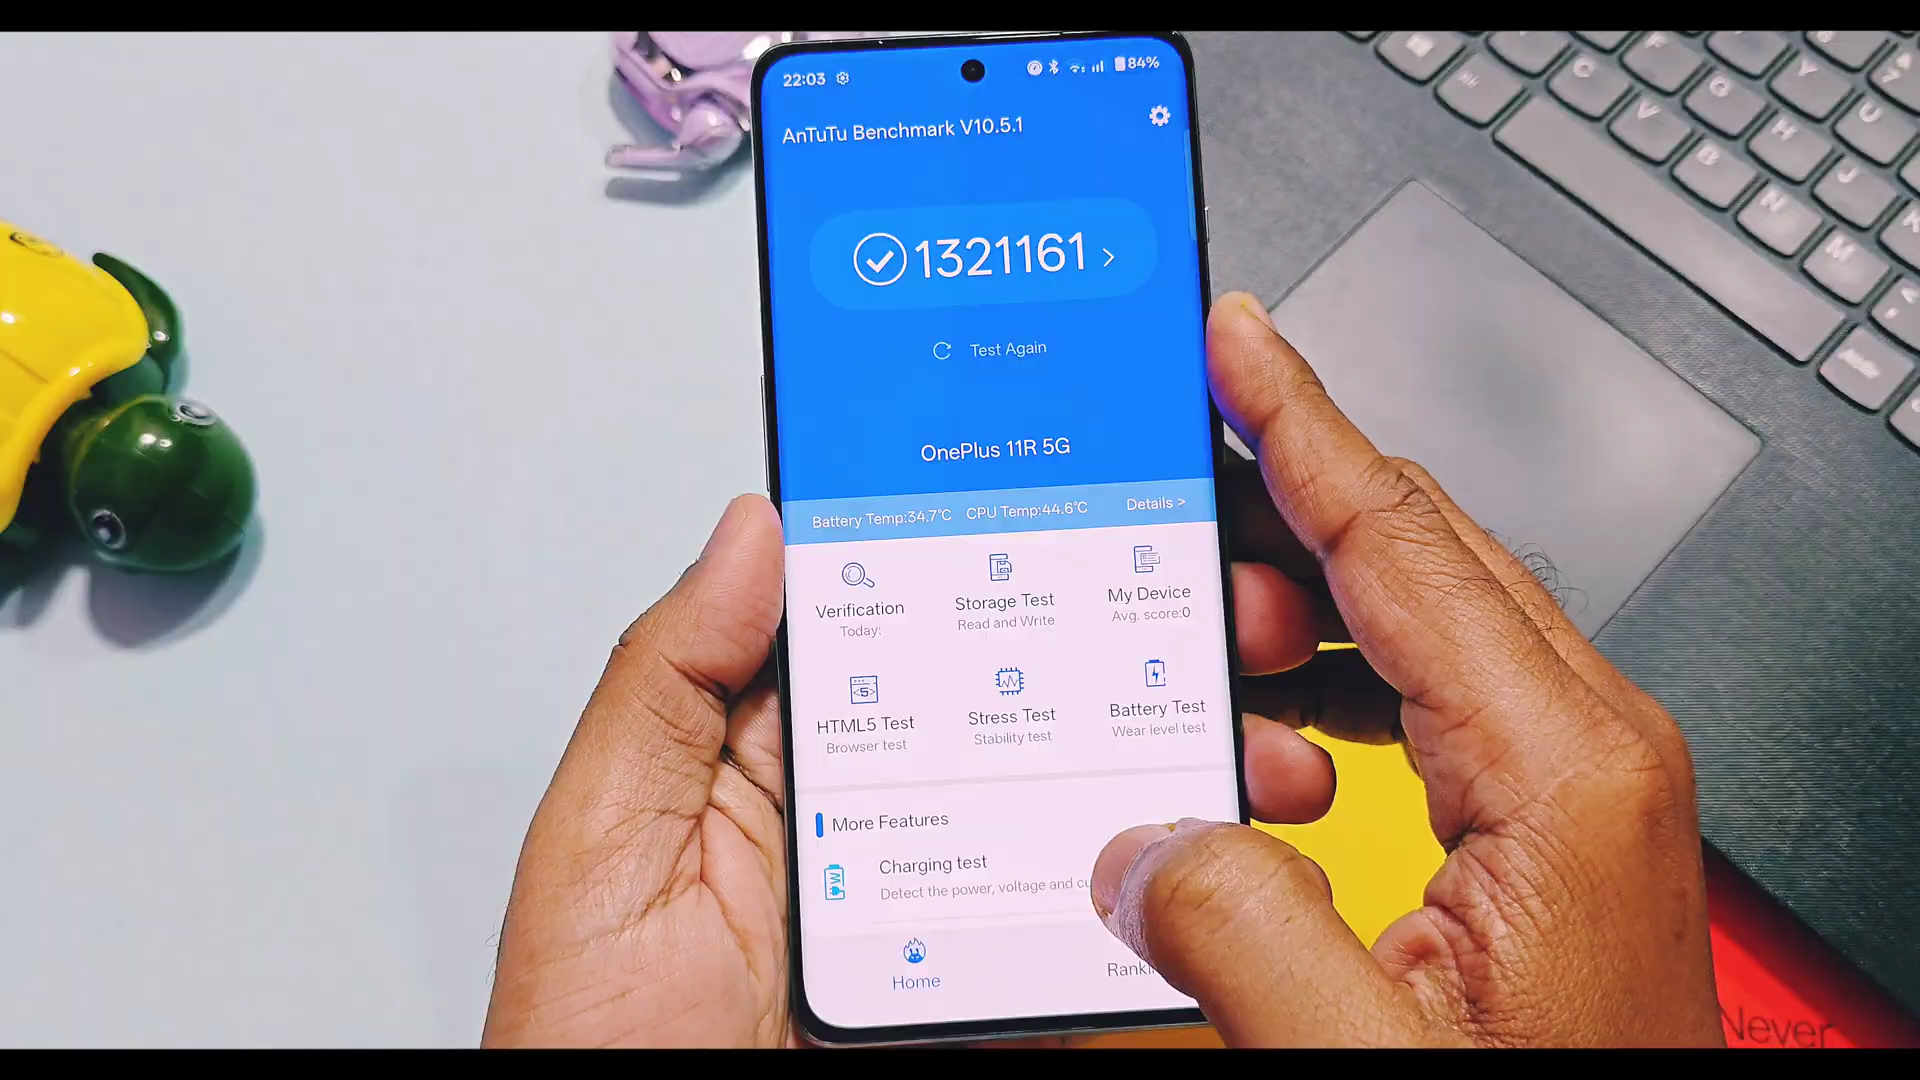 22:03
84%
AnTuTu Benchmark V10.5.1
1321161 >
Test Again
OnePlus 11R 5G
Battery Temp:34.7℃ CPU Temp:44.6℃ Details >
Verification
Today:
Storage Test
Read and Write
My Device
Avg. score:0
HTML5 Test
Browser test
Stress Test
Stability test
Battery Test
Wear level test
More Features
Charging test
Detect the power, voltage and cu
Home
Rankin
F
G
Y
C
V
H
B
J
N
K
M
Never